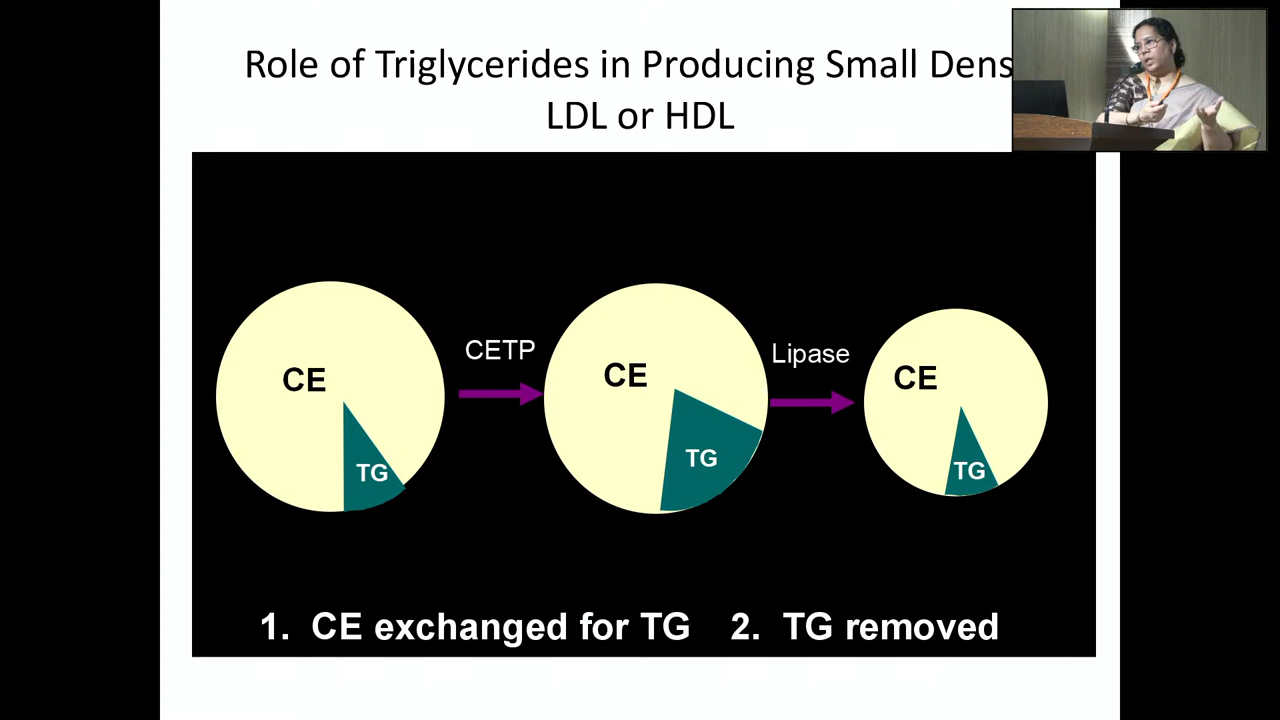 Role of Triglycerides in Producing Small Dens
LDL or HDL
CE
CETP
CE
Lipase
CE
TG
TG
TG
1. CE exchanged for TG 2. TG removed